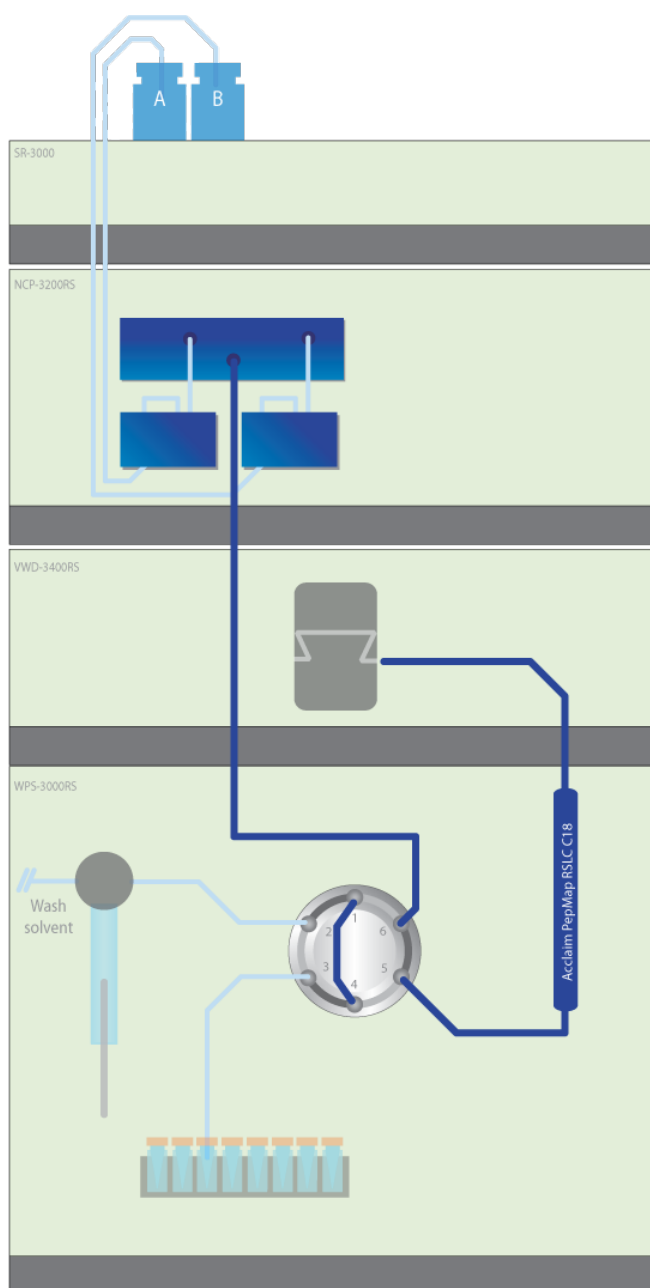 A
B
SR-3000
NCP-3200RS
VWD-3400RS
WPS-3000RS
Wash
solvent
1
2
6
3
5
4
Acclaim PepMap RSLC C18